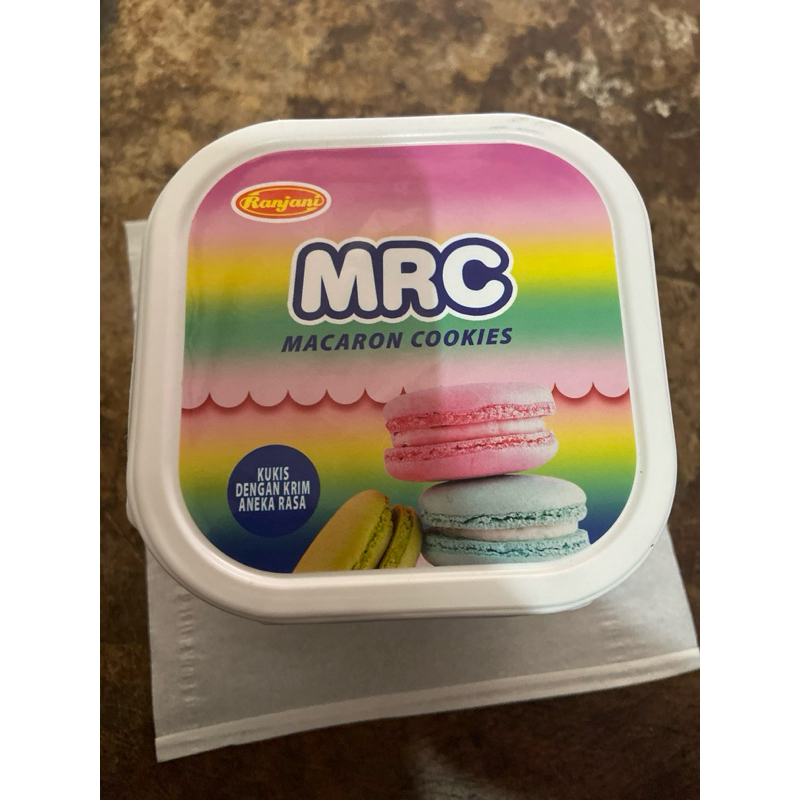 Ranjani
MRC
MACARON COOKIES
KUKIS
DENGAN KRIM
ANEKA RASA